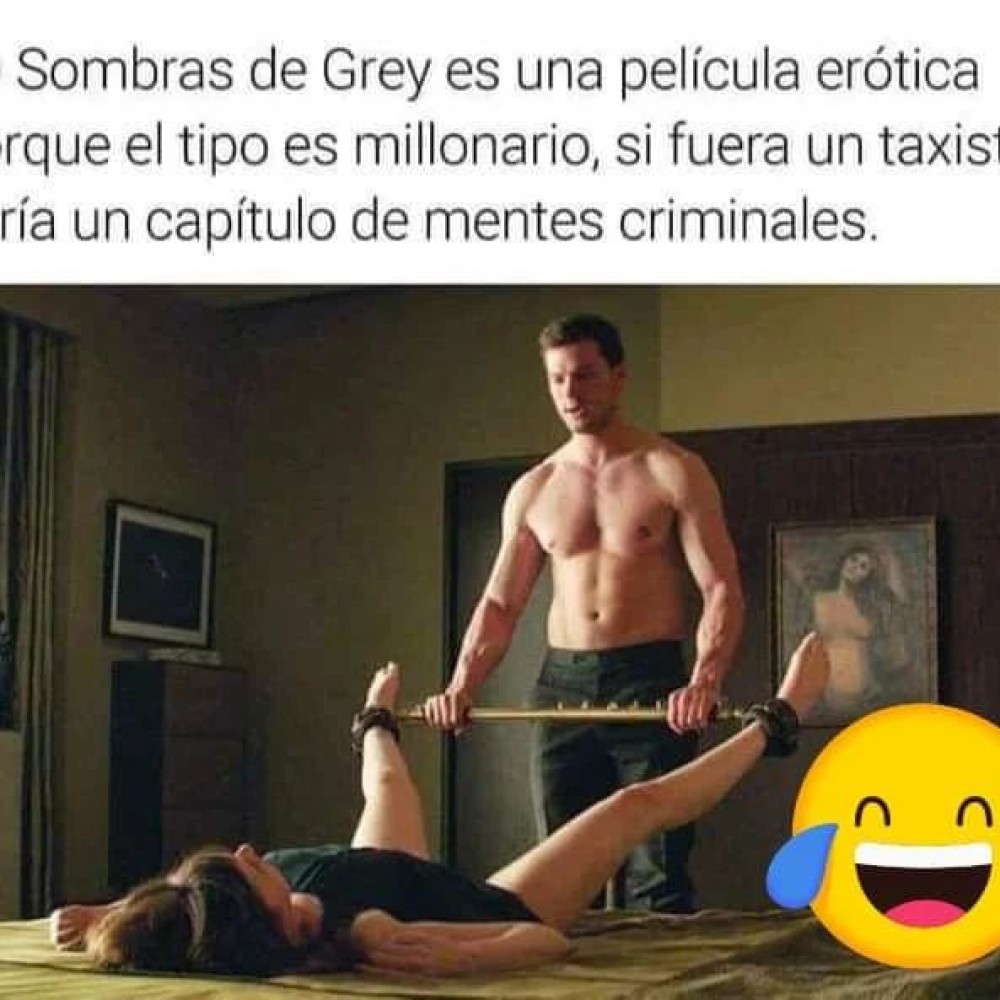 Sombras de Grey es una película erótica
rque el tipo es millonario, si fuera un taxist
ría un capítulo de mentes criminales.